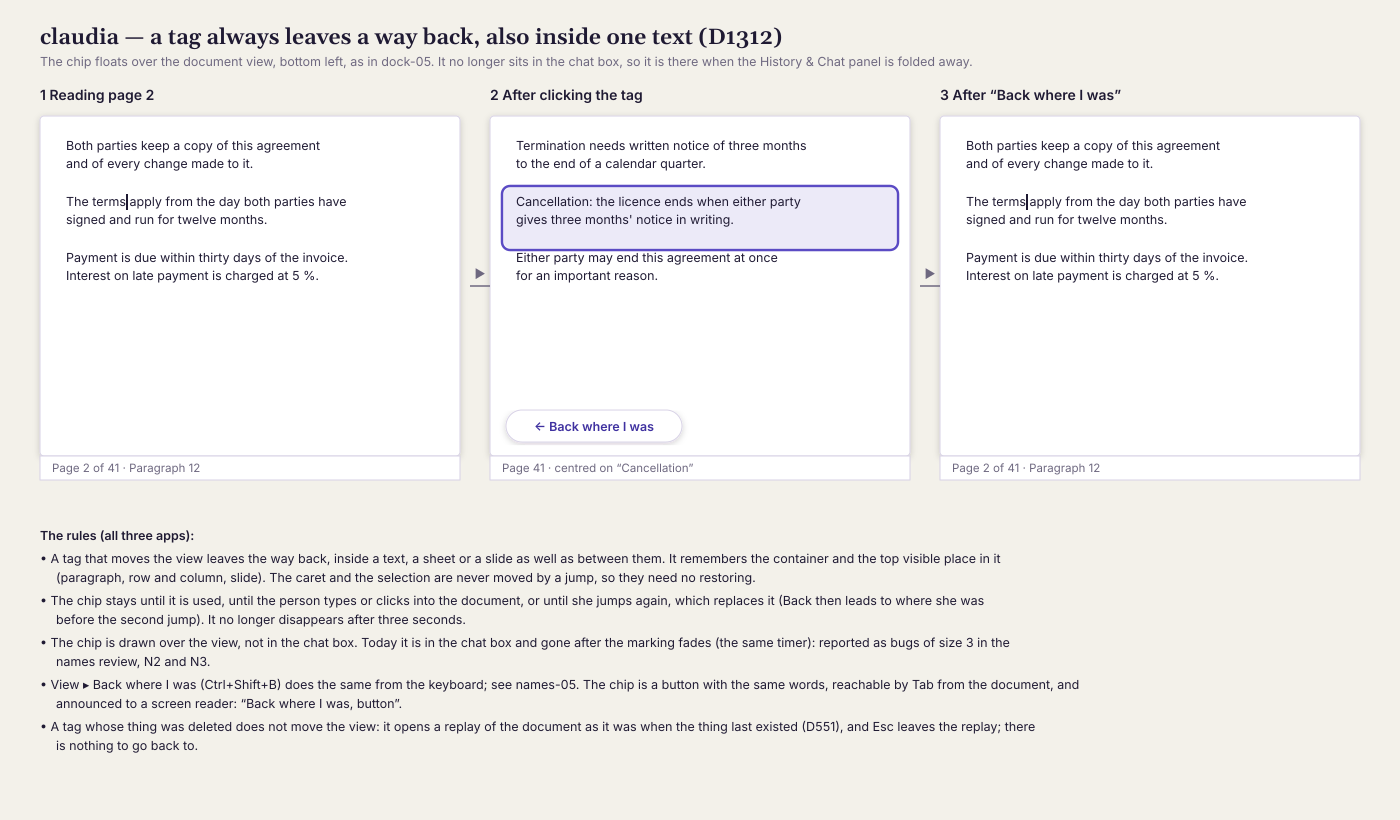 claudia — a tag always leaves a way back, also inside one text (D1312)
The chip floats over the document view, bottom left, as in dock-05. It no longer sits in the chat box, so it is there when the History & Chat panel is folded away.
1 Reading page 2
Both parties keep a copy of this agreement
and of every change made to it.
The terms apply from the day both parties have
signed and run for twelve months.
Payment is due within thirty days of the invoice.
Interest on late payment is charged at 5 %.
Page 2 of 41 · Paragraph 12
2 After clicking the tag
Termination needs written notice of three months
to the end of a calendar quarter.
Cancellation: the licence ends when either party
gives three months' notice in writing.
Either party may end this agreement at once
for an important reason.
← Back where I was
Page 41 · centred on “Cancellation”
3 After “Back where I was”
Both parties keep a copy of this agreement
and of every change made to it.
The terms apply from the day both parties have
signed and run for twelve months.
Payment is due within thirty days of the invoice.
Interest on late payment is charged at 5 %.
Page 2 of 41 · Paragraph 12
The rules (all three apps):
• A tag that moves the view leaves the way back, inside a text, a sheet or a slide as well as between them. It remembers the container and the top visible place in it
(paragraph, row and column, slide). The caret and the selection are never moved by a jump, so they need no restoring.
• The chip stays until it is used, until the person types or clicks into the document, or until she jumps again, which replaces it (Back then leads to where she was
before the second jump). It no longer disappears after three seconds.
• The chip is drawn over the view, not in the chat box. Today it is in the chat box and gone after the marking fades (the same timer): reported as bugs of size 3 in the
names review, N2 and N3.
• View ▸ Back where I was (Ctrl+Shift+B) does the same from the keyboard; see names-05. The chip is a button with the same words, reachable by Tab from the document, and
announced to a screen reader: “Back where I was, button”.
• A tag whose thing was deleted does not move the view: it opens a replay of the document as it was when the thing last existed (D551), and Esc leaves the replay; there
is nothing to go back to.